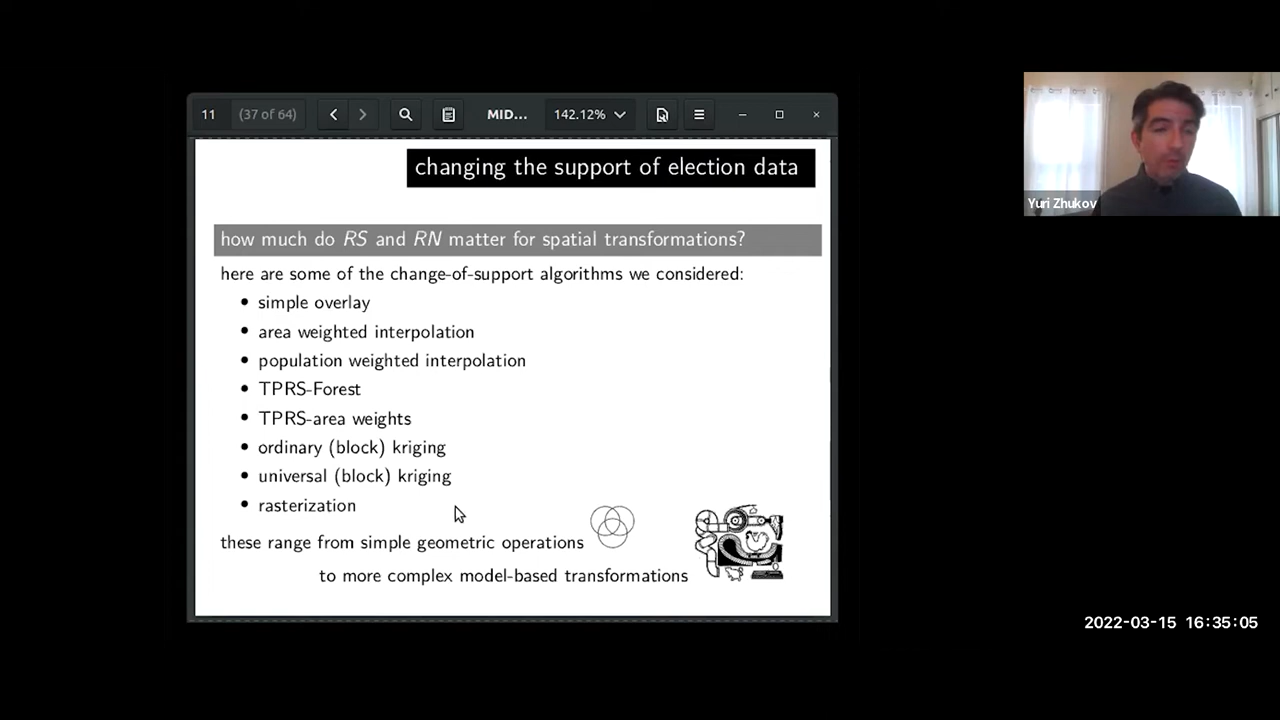 11 (37 of 64) MID... 142.12%
changing the support of election data
how much do RS and RN matter for spatial transformations?
here are some of the change-of-support algorithms we considered:
• simple overlay
• area weighted interpolation
• population weighted interpolation
• TPRS-Forest
• TPRS-area weights
• ordinary (block) kriging
• universal (block) kriging
• rasterization
these range from simple geometric operations
to more complex model-based transformations
Yuri Zhukov
2022-03-15 16:35:05